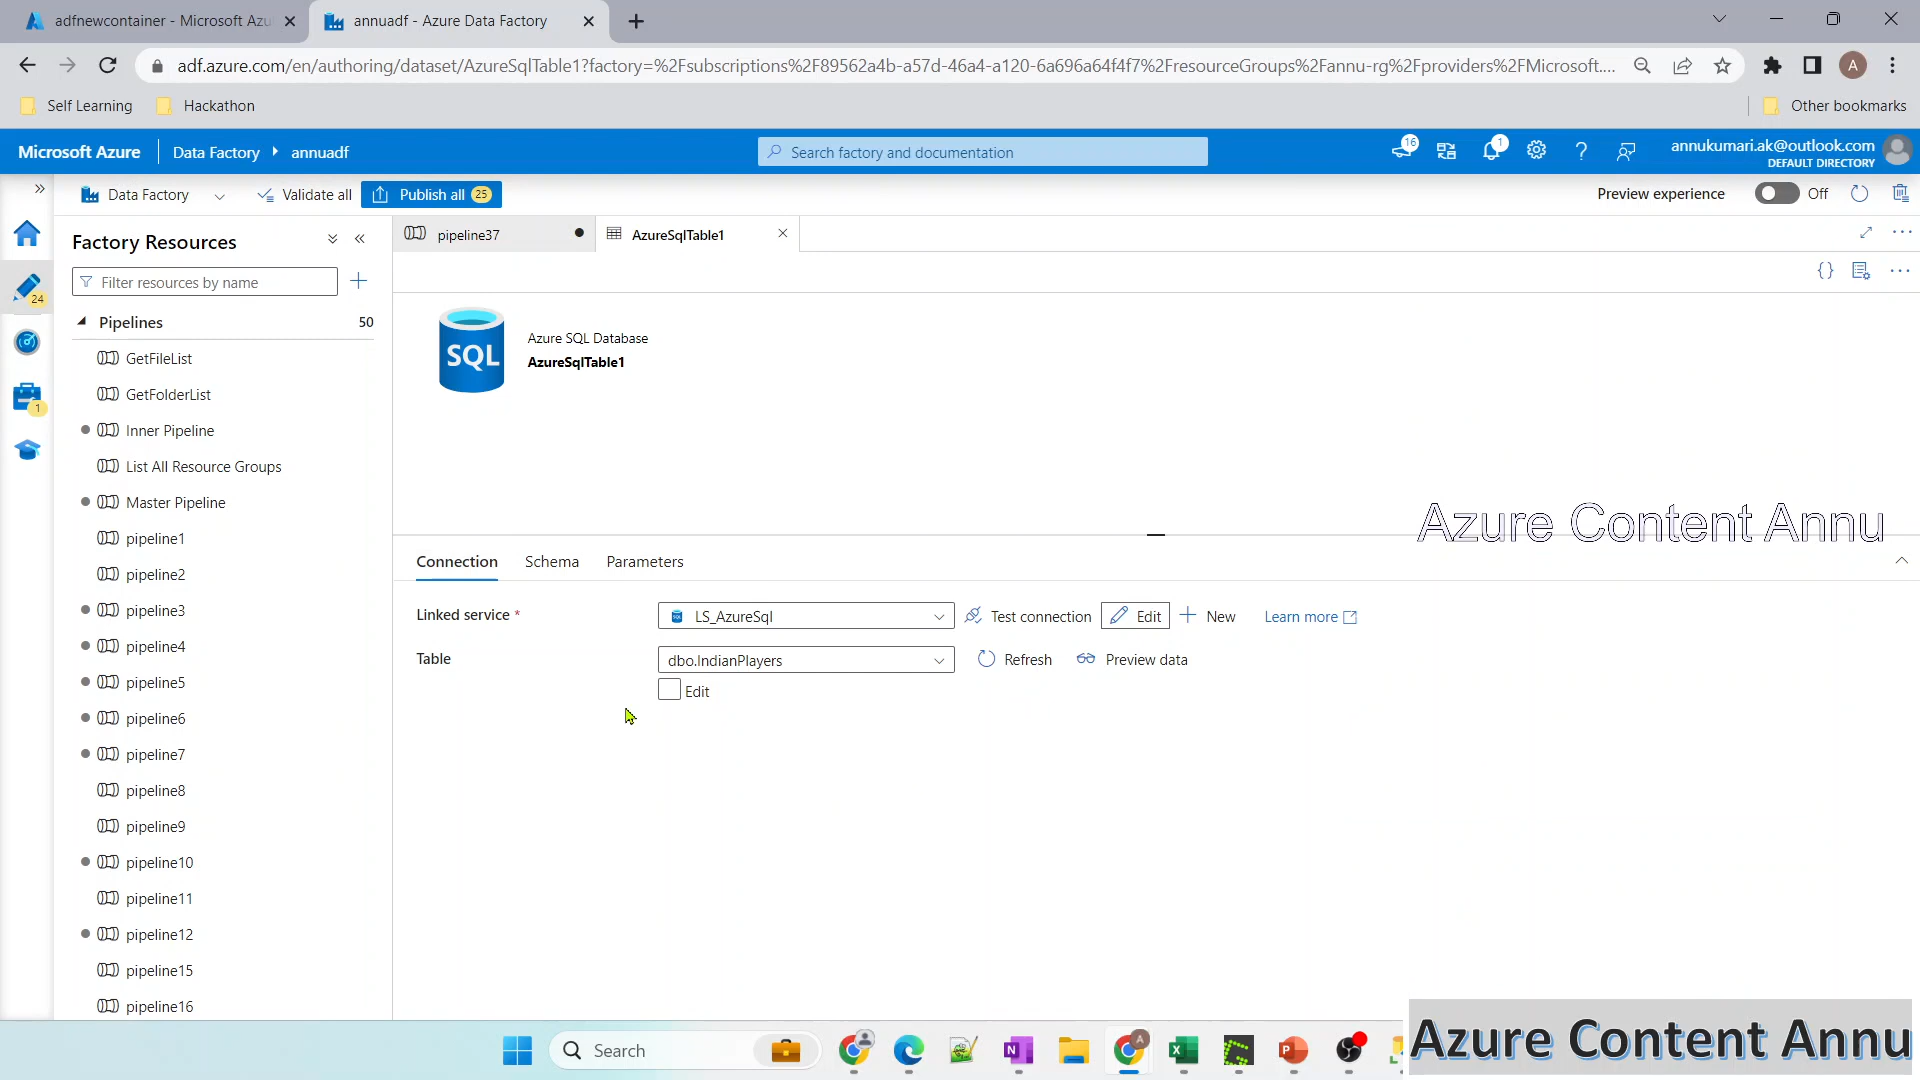 adfnewcontainer - Microsoft Azu
annuadf - Azure Data Factory
adf.azure.com/en/authoring/dataset/AzureSqlTable1?factory=%2Fsubscriptions%2F89562a4b-a57d-46a4-a120-6a696a64f4f7%2FresourceGroups%2Fannu-rg%2Fproviders%2FMicrosoft....
A
Self Learning
Hackathon
Other bookmarks
Microsoft Azure
Data Factory
annuadf
Search factory and documentation
16
1
annukumari.ak@outlook.com
DEFAULT DIRECTORY
Data Factory
Validate all
Publish all 25
Preview experience
Off
24
1
Factory Resources
Filter resources by name
Pipelines 50
GetFileList
GetFolderList
Inner Pipeline
List All Resource Groups
Master Pipeline
pipeline1
pipeline2
pipeline3
pipeline4
pipeline5
pipeline6
pipeline7
pipeline8
pipeline9
pipeline10
pipeline11
pipeline12
pipeline15
pipeline16
pipeline37
AzureSqlTable1
SQL
Azure SQL Database
AzureSqlTable1
Azure Content Annu
Connection
Schema
Parameters
Linked service *
LS_AzureSql
Test connection
Edit
New
Learn more
Table
dbo.IndianPlayers
Refresh
Preview data
Edit
Search
Azure Content Annu